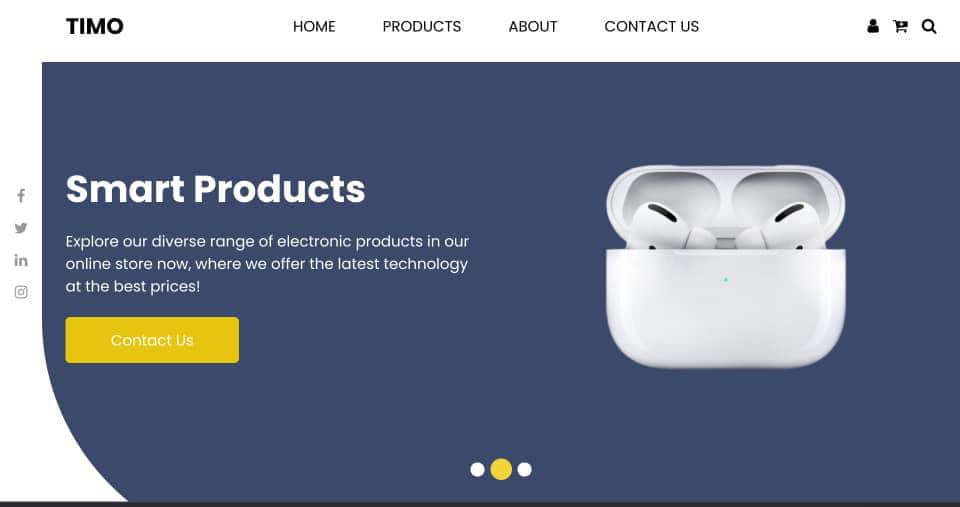 TIMO
HOME PRODUCTS ABOUT CONTACT US
Smart Products
Explore our diverse range of electronic products in our
online store now, where we offer the latest technology
at the best prices!
Contact Us